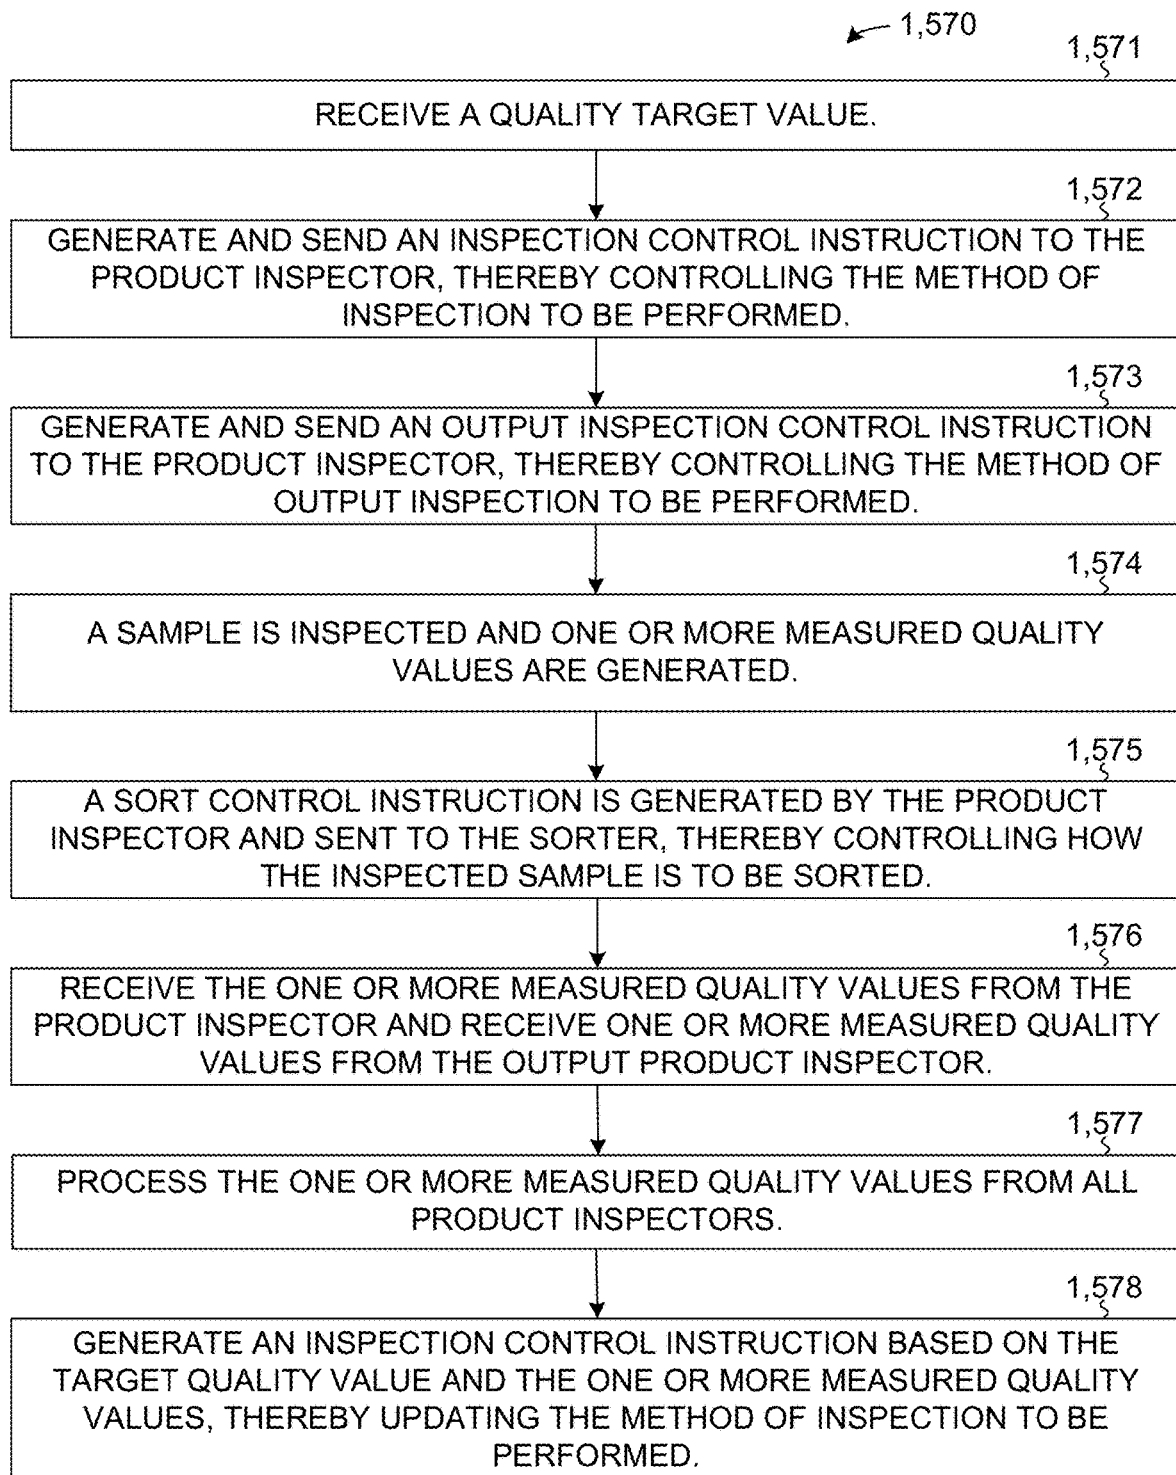 1,570
1,571
RECEIVE A QUALITY TARGET VALUE.
1,572
GENERATE AND SEND AN INSPECTION CONTROL INSTRUCTION TO THE
PRODUCT INSPECTOR, THEREBY CONTROLLING THE METHOD OF
INSPECTION TO BE PERFORMED.
1,573
GENERATE AND SEND AN OUTPUT INSPECTION CONTROL INSTRUCTION
TO THE PRODUCT INSPECTOR, THEREBY CONTROLLING THE METHOD OF
OUTPUT INSPECTION TO BE PERFORMED.
1,574
A SAMPLE IS INSPECTED AND ONE OR MORE MEASURED QUALITY
VALUES ARE GENERATED.
1,575
A SORT CONTROL INSTRUCTION IS GENERATED BY THE PRODUCT
INSPECTOR AND SENT TO THE SORTER, THEREBY CONTROLLING HOW
THE INSPECTED SAMPLE IS TO BE SORTED.
1,576
RECEIVE THE ONE OR MORE MEASURED QUALITY VALUES FROM THE
PRODUCT INSPECTOR AND RECEIVE ONE OR MORE MEASURED QUALITY
VALUES FROM THE OUTPUT PRODUCT INSPECTOR.
1,577
PROCESS THE ONE OR MORE MEASURED QUALITY VALUES FROM ALL
PRODUCT INSPECTORS.
1,578
GENERATE AN INSPECTION CONTROL INSTRUCTION BASED ON THE
TARGET QUALITY VALUE AND THE ONE OR MORE MEASURED QUALITY
VALUES, THEREBY UPDATING THE METHOD OF INSPECTION TO BE
PERFORMED.